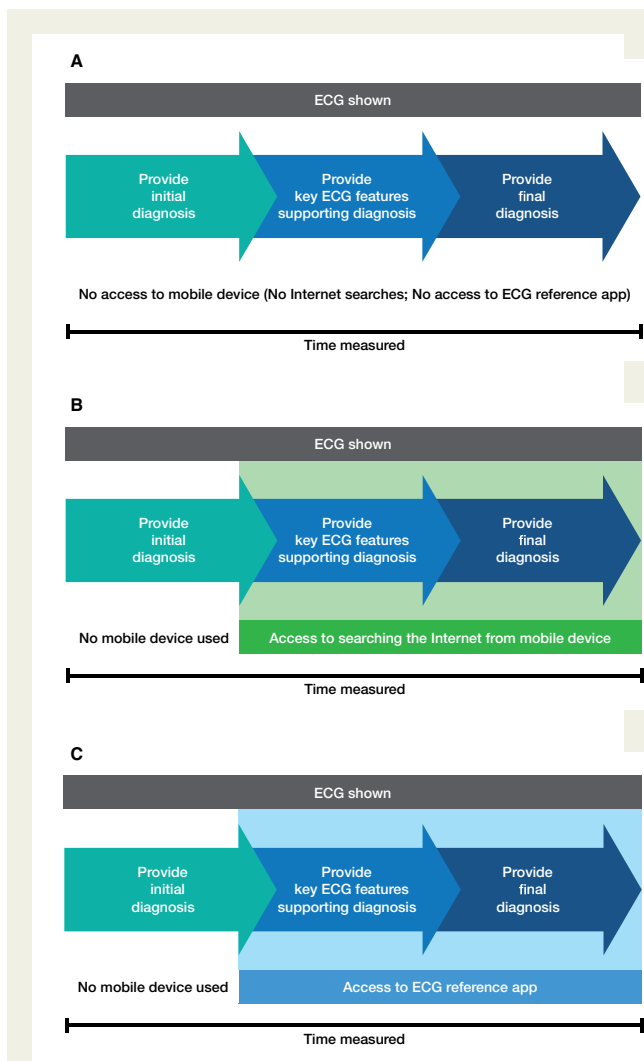 A
ECG shown
Provide
initial
diagnosis
Provide
key ECG features
supporting diagnosis
Provide
final
diagnosis
No access to mobile device (No Internet searches; No access to ECG reference app)
Time measured
B
ECG shown
Provide
initial
diagnosis
Provide
key ECG features
supporting diagnosis
Provide
final
diagnosis
No mobile device used
Access to searching the Internet from mobile device
Time measured
C
ECG shown
Provide
initial
diagnosis
Provide
key ECG features
supporting diagnosis
Provide
final
diagnosis
No mobile device used
Access to ECG reference app
Time measured